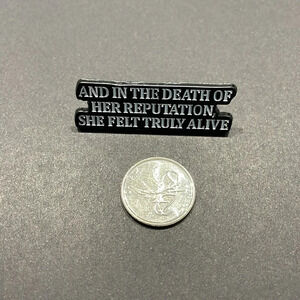 AND IN THE DEATH OF
HER REPUTATION,
SHE FELT TRULY ALIVE